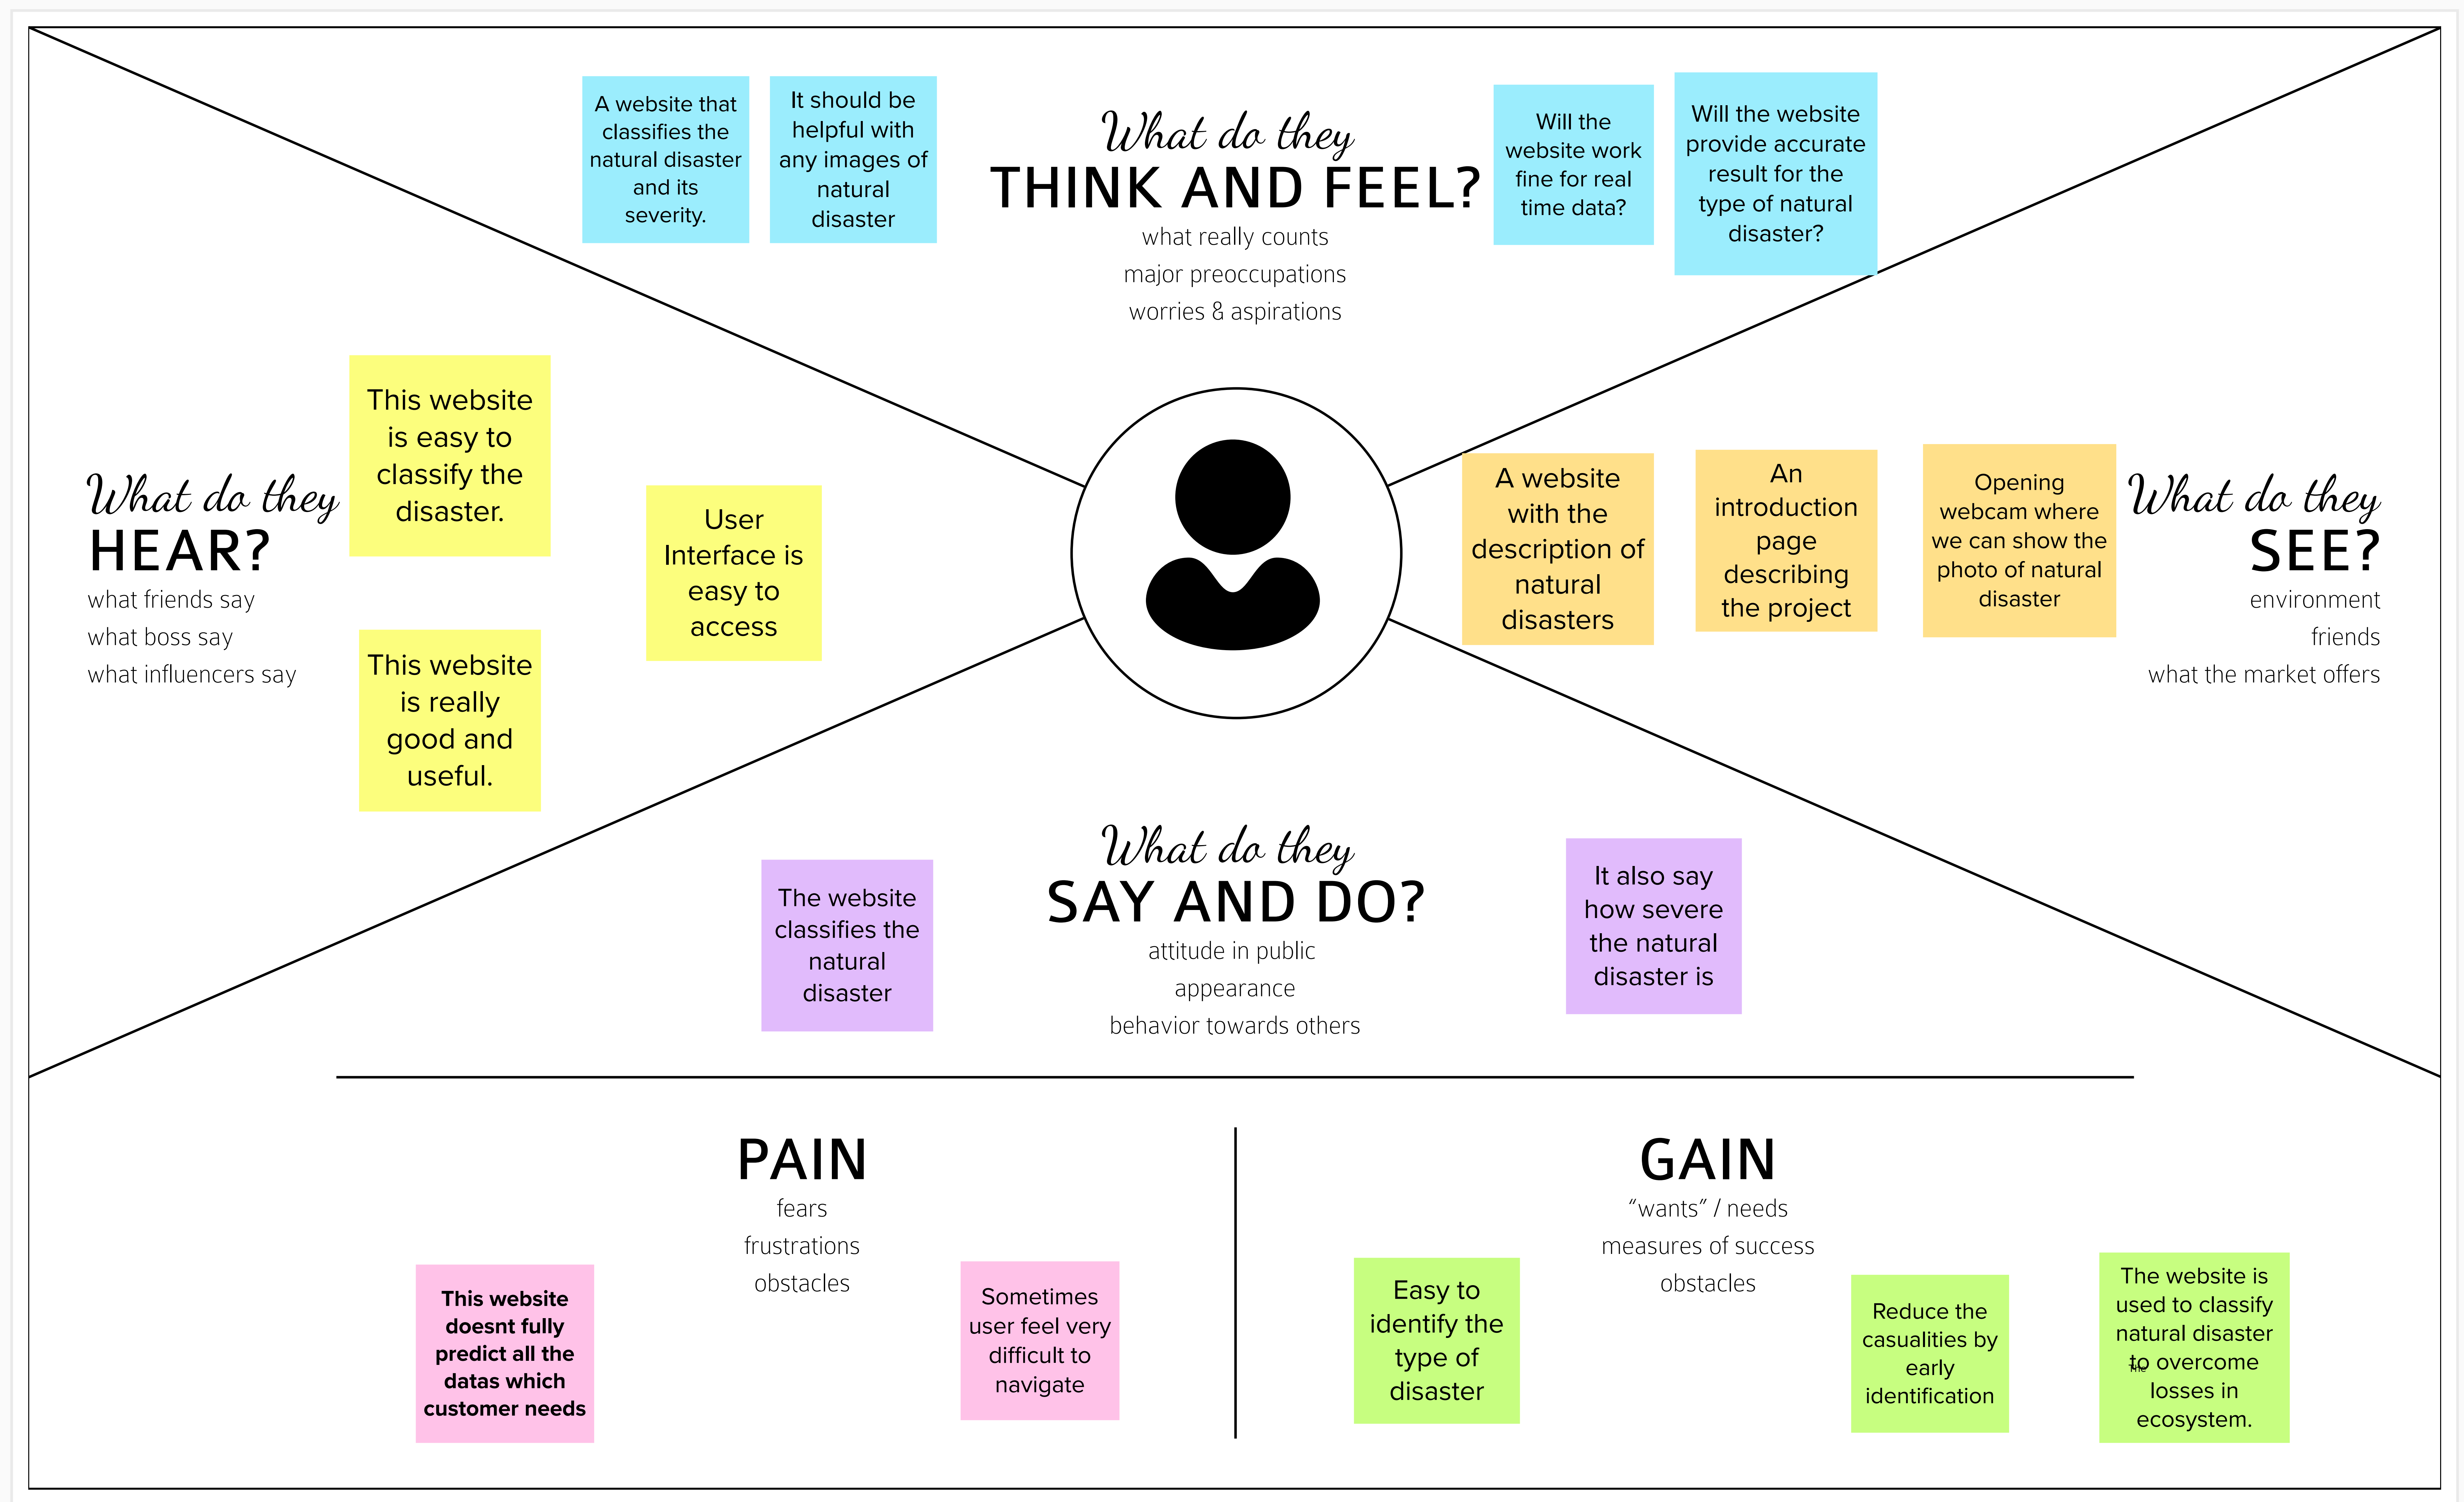 A website that
classifies the
natural disaster
and its
severity.
It should be
helpful with
any images of
natural
disaster
What do they
THINK AND FEEL?
what really counts
major preoccupations
worries & aspirations
Will the
website work
fine for real
time data?
Will the website
provide accurate
result for the
type of natural
disaster?
What do they
HEAR?
what friends say
what boss say
what influencers say
This website
is easy to
classify the
disaster.
User
Interface is
easy to
access
This website
is really
good and
useful.
A website
with the
description of
natural
disasters
An
introduction
page
describing
the project
Opening
webcam where
we can show the
photo of natural
disaster
What do they
SEE?
environment
friends
what the market offers
The website
classifies the
natural
disaster
What do they
SAY AND DO?
attitude in public
appearance
behavior towards others
It also say
how severe
the natural
disaster is
PAIN
fears
frustrations
obstacles
This website
doesnt fully
predict all the
datas which
customer needs
Sometimes
user feel very
difficult to
navigate
GAIN
“wants” / needs
measures of success
obstacles
Easy to
identify the
type of
disaster
Reduce the
casualities by
early
identification
The website is
used to classify
natural disaster
to overcome
losses in
ecosystem.
The